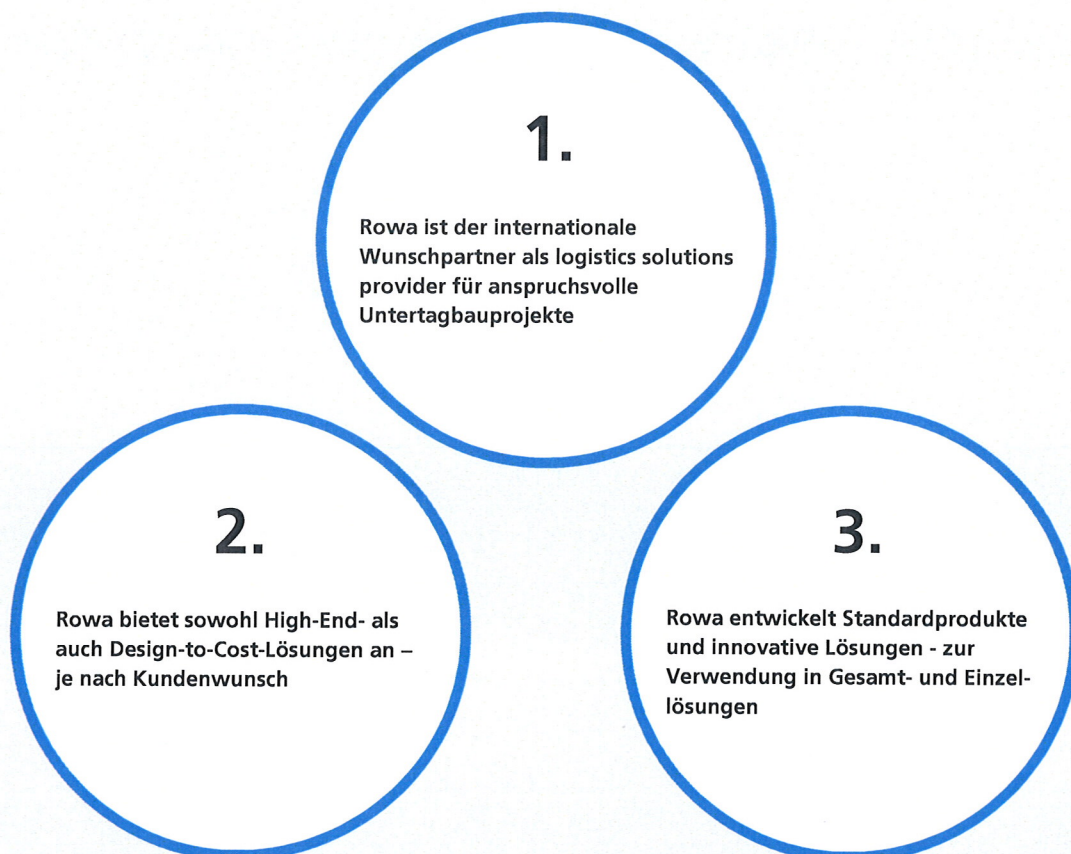 1.
Rowa ist der internationale
Wunschpartner als logistics solutions
provider für anspruchsvolle
Untertagbauprojekte
2.
Rowa bietet sowohl High-End- als
auch Design-to-Cost-Lösungen an –
je nach Kundenwunsch
3.
Rowa entwickelt Standardprodukte
und innovative Lösungen - zur
Verwendung in Gesamt- und Einzel-
lösungen